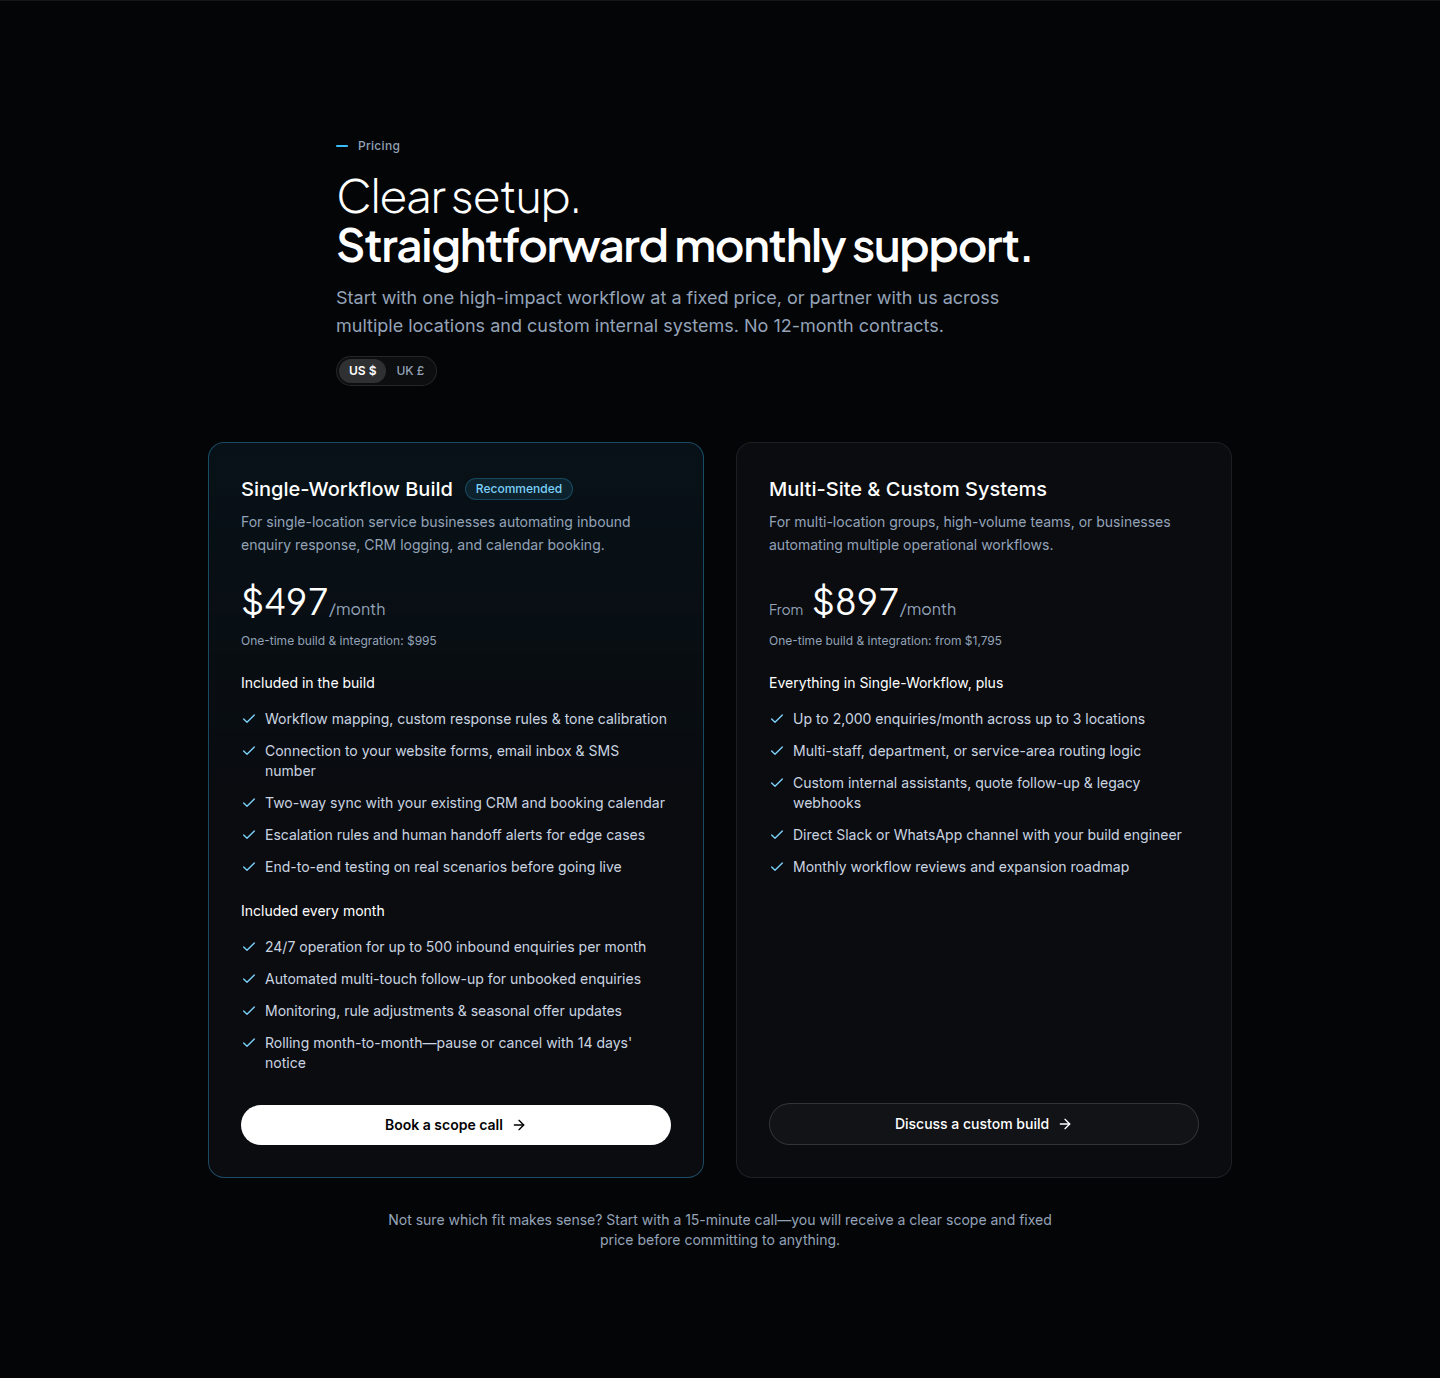 Pricing
Clear setup.
Straightforward monthly support.
Start with one high-impact workflow at a fixed price, or partner with us across
multiple locations and custom internal systems. No 12-month contracts.
US $ UK £
Single-Workflow Build Recommended
For single-location service businesses automating inbound
enquiry response, CRM logging, and calendar booking.
$497/month
One-time build & integration: $995
Included in the build
Workflow mapping, custom response rules & tone calibration
Connection to your website forms, email inbox & SMS
number
Two-way sync with your existing CRM and booking calendar
Escalation rules and human handoff alerts for edge cases
End-to-end testing on real scenarios before going live
Included every month
24/7 operation for up to 500 inbound enquiries per month
Automated multi-touch follow-up for unbooked enquiries
Monitoring, rule adjustments & seasonal offer updates
Rolling month-to-month—pause or cancel with 14 days'
notice
Book a scope call →
Multi-Site & Custom Systems
For multi-location groups, high-volume teams, or businesses
automating multiple operational workflows.
From $897/month
One-time build & integration: from $1,795
Everything in Single-Workflow, plus
Up to 2,000 enquiries/month across up to 3 locations
Multi-staff, department, or service-area routing logic
Custom internal assistants, quote follow-up & legacy
webhooks
Direct Slack or WhatsApp channel with your build engineer
Monthly workflow reviews and expansion roadmap
Discuss a custom build →
Not sure which fit makes sense? Start with a 15-minute call—you will receive a clear scope and fixed
price before committing to anything.